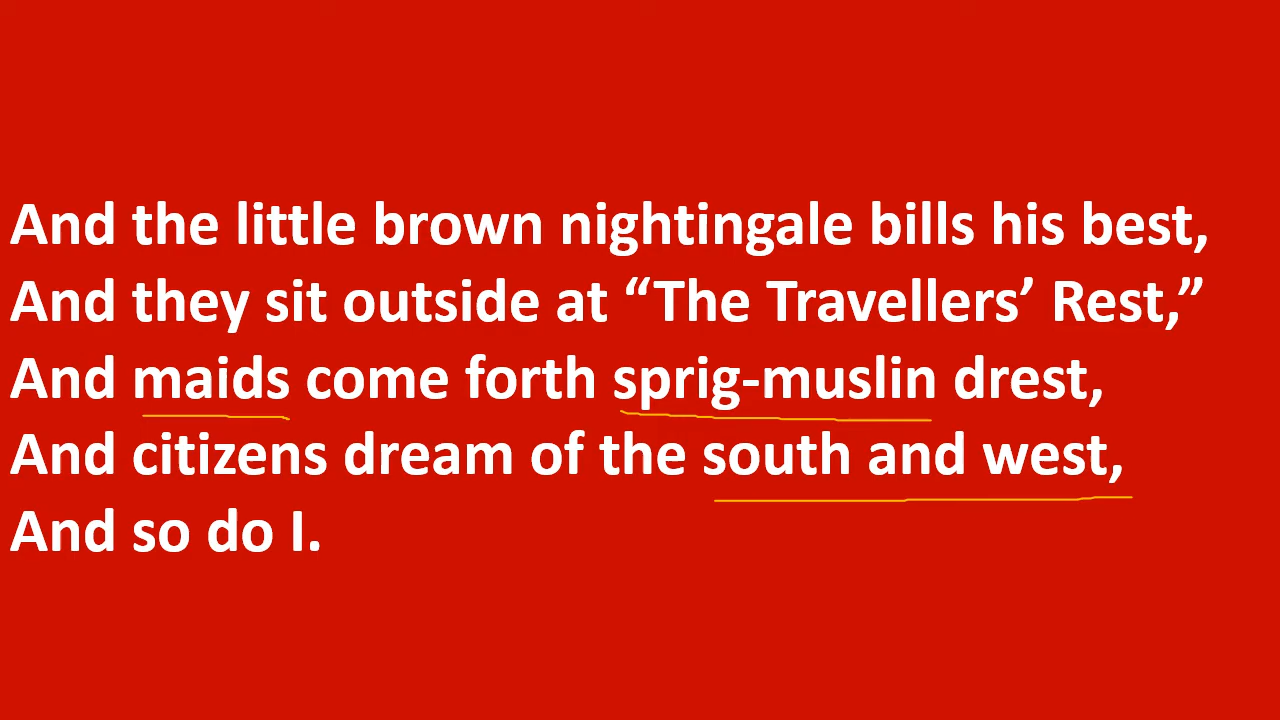 And the little brown nightingale bills his best,
And they sit outside at “The Travellers’ Rest,”
And maids come forth sprig-muslin drest,
And citizens dream of the south and west,
And so do I.